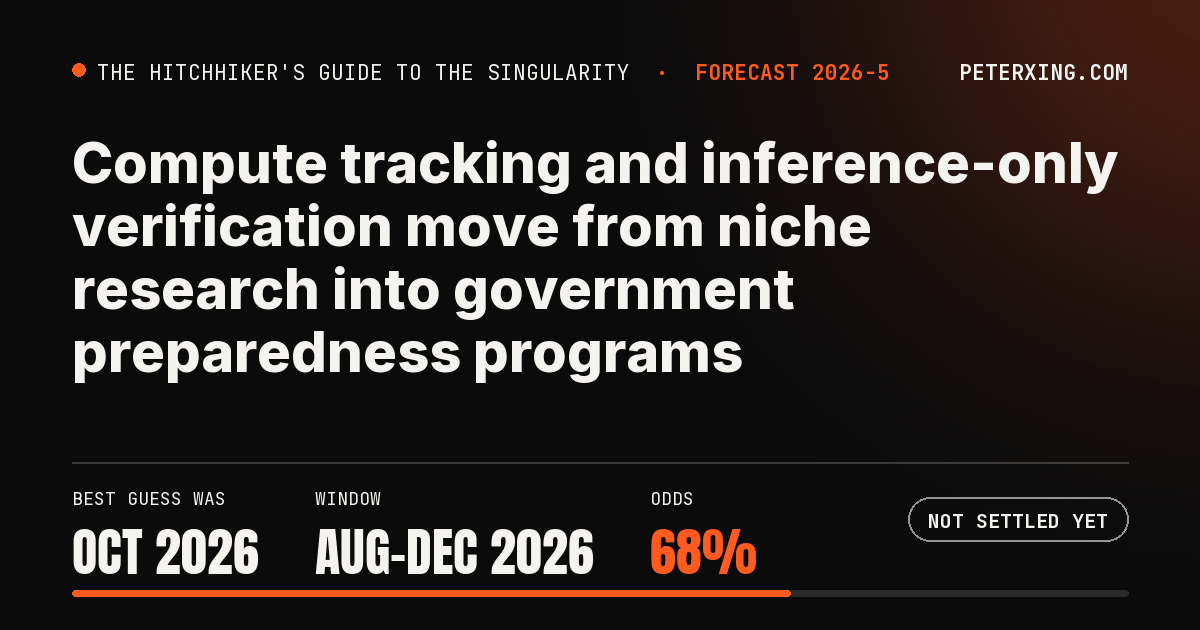 THE HITCHHIKER'S GUIDE TO THE SINGULARITY · FORECAST 2026-5 PETERXING.COM
Compute tracking and inference-only
verification move from niche
research into government
preparedness programs
BEST GUESS WAS WINDOW ODDS
OCT 2026 AUG-DEC 2026 68%
NOT SETTLED YET